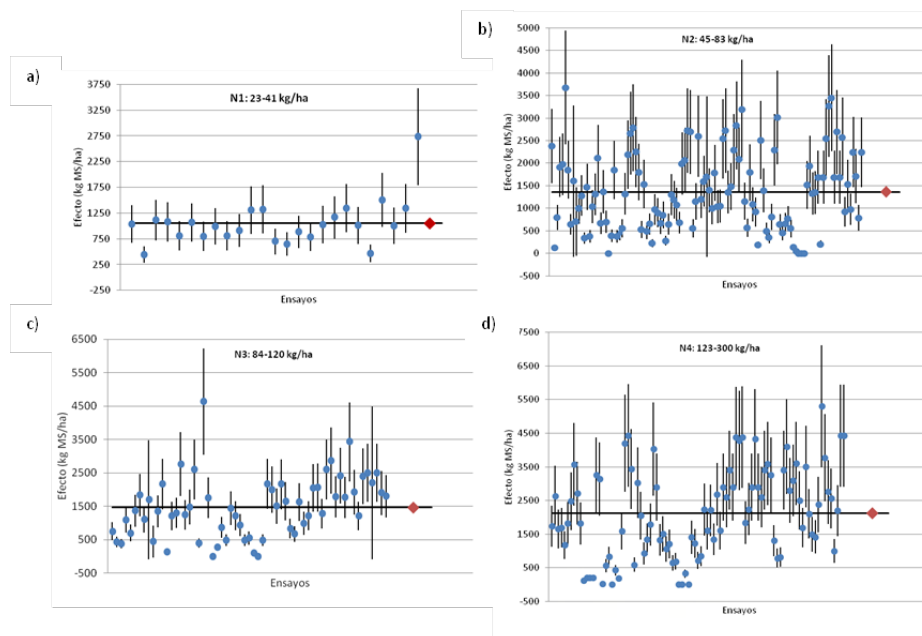 a)
N1: 23-41 kg/ha
Efecto (kg MS/ha)
3750
3250
2750
2250
1750
1250
750
250
-250
Ensayos
b)
N2: 45-83 kg/ha
Efecto (kg MS/ha)
5000
4500
4000
3500
3000
2500
2000
1500
1000
500
0
-500
Ensayos
c)
N3: 84-120 kg/ha
Efecto (kg MS/ha)
6500
5500
4500
3500
2500
1500
500
-500
Ensayos
d)
N4: 123-300 kg/ha
Efecto (kg MS/ha)
7500
6500
5500
4500
3500
2500
1500
500
-500
Ensayos